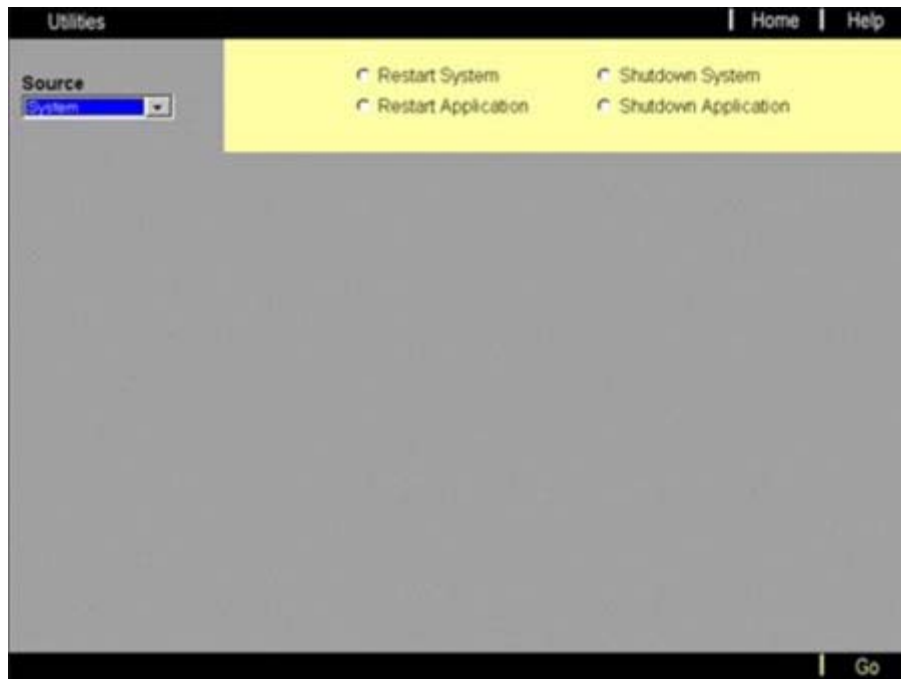 Utilities Home Help
Source
System
Restart System Shutdown System
Restart Application Shutdown Application
Go